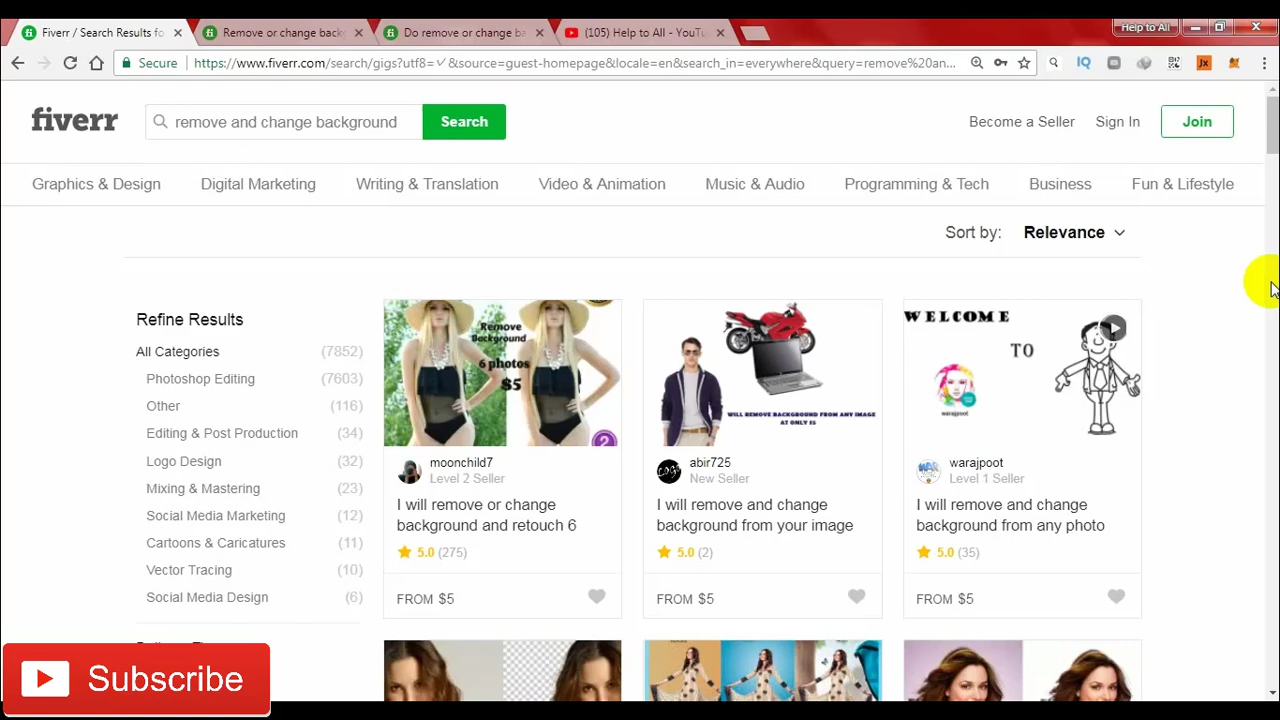 Fiverr / Search Results fo
Remove or change back
Do remove or change b
(105) Help to All - YouTu
Help to All
Secure
https://www.fiverr.com/search/gigs?utf8=✓&source=guest-homepage&locale=en&search_in=everywhere&query=remove%20an...
fiverr
remove and change background
Search
Become a Seller
Sign In
Join
Graphics & Design
Digital Marketing
Writing & Translation
Video & Animation
Music & Audio
Programming & Tech
Business
Fun & Lifestyle
Sort by: Relevance
Refine Results
All Categories (7852)
Photoshop Editing (7603)
Other (116)
Editing & Post Production (34)
Logo Design (32)
Mixing & Mastering (23)
Social Media Marketing (12)
Cartoons & Caricatures (11)
Vector Tracing (10)
Social Media Design (6)
Remove
Background
6 photos
$5
2
moonchild7
Level 2 Seller
I will remove or change
background and retouch 6
5.0 (275)
FROM $5
WILL REMOVE BACKGROUND FROM ANY IMAGE
AT ONLY $5
abir725
New Seller
I will remove and change
background from your image
5.0 (2)
FROM $5
WELCOME
TO
warajpoot
warajpoot
Level 1 Seller
I will remove and change
background from any photo
5.0 (35)
FROM $5
Subscribe